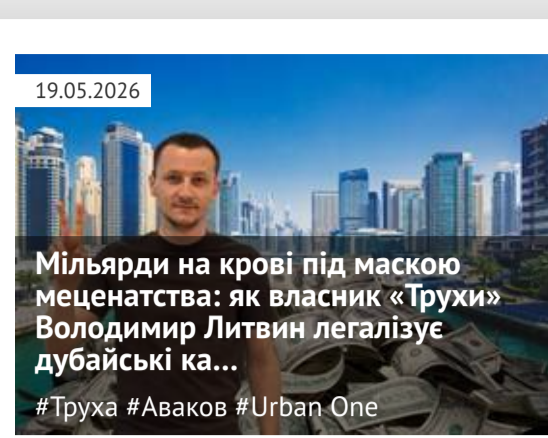 19.05.2026
Мільярди на крові під маскою
меценатства: як власник «Трухи»
Володимир Литвин легалізує
дубайські ка...
#Труха #Аваков #Urban One